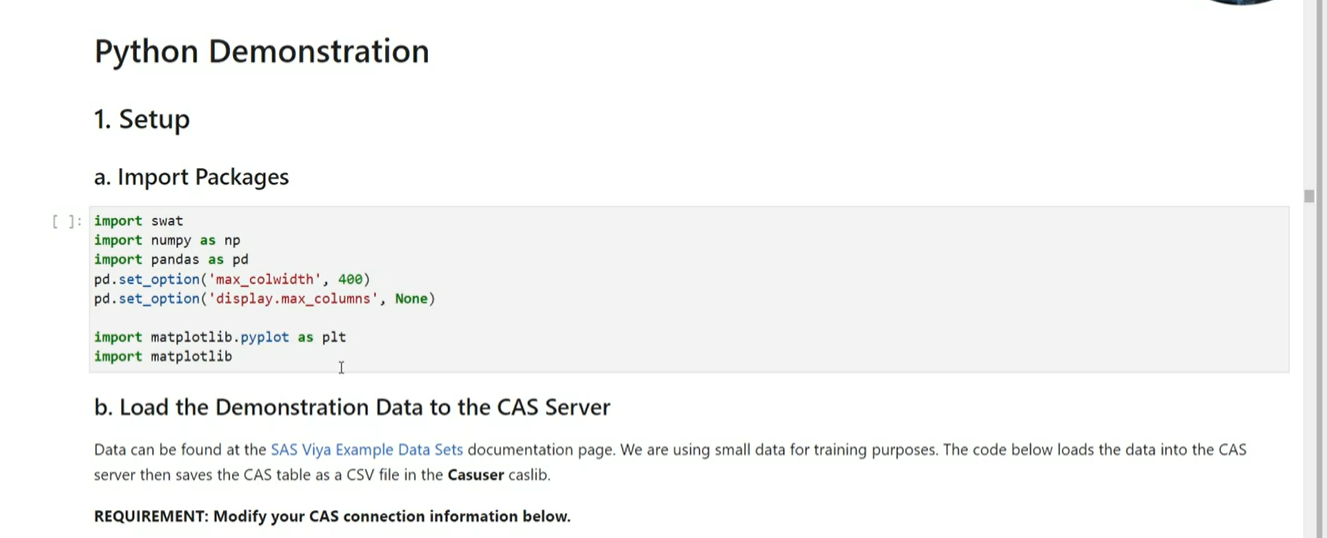 Python Demonstration
1. Setup
a. Import Packages
[ ]:
import swat
import numpy as np
import pandas as pd
pd.set_option('max_colwidth', 400)
pd.set_option('display.max_columns', None)
import matplotlib.pyplot as plt
import matplotlib
b. Load the Demonstration Data to the CAS Server
Data can be found at the SAS Viya Example Data Sets documentation page. We are using small data for training purposes. The code below loads the data into the CAS
server then saves the CAS table as a CSV file in the Casuser caslib.
REQUIREMENT: Modify your CAS connection information below.